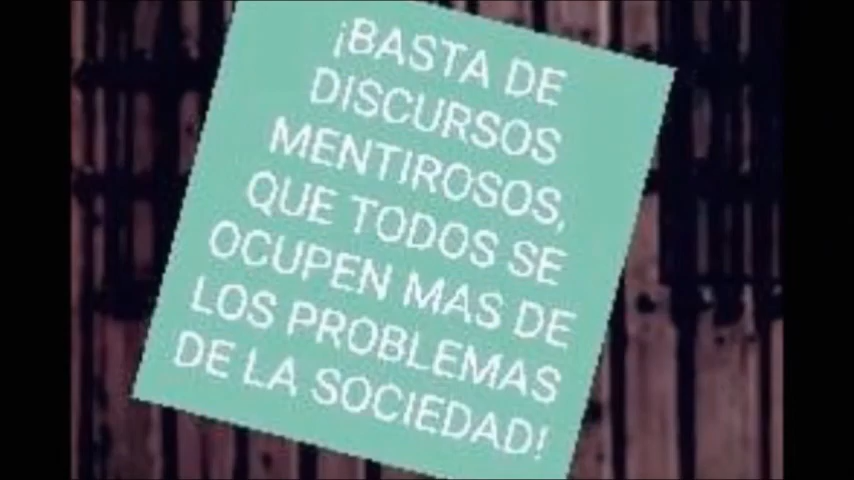 ¡BASTA DE
DISCURSOS
MENTIROSOS,
QUE TODOS SE
OCUPEN MAS DE
LOS PROBLEMAS
DE LA SOCIEDAD!